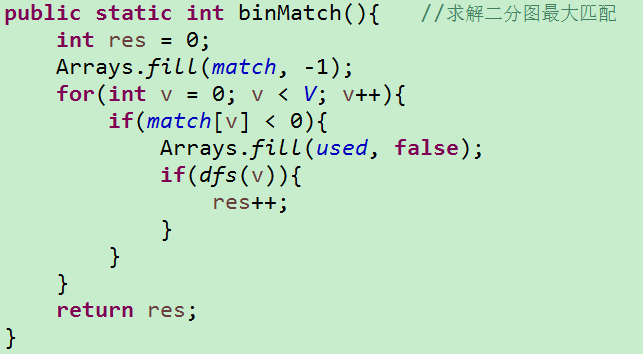 public static int binMatch(){   //求解二分图最大匹配
    int res = 0;
    Arrays.fill(match, -1);
    for(int v = 0; v < V; v++){
        if(match[v] < 0){
            Arrays.fill(used, false);
            if(dfs(v)){
                res++;
            }
        }
    }
    return res;
}